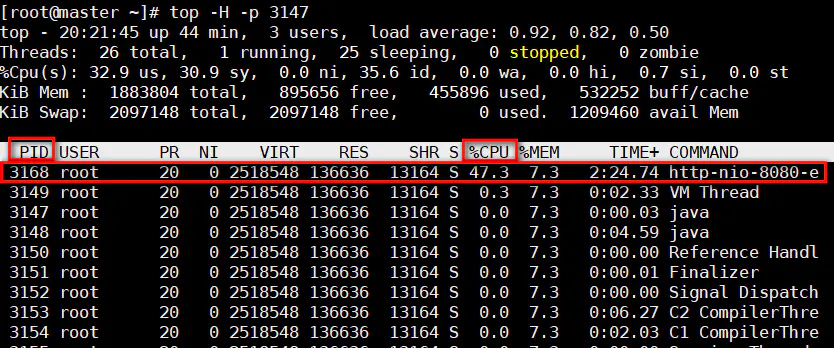 [root@master ~]# top -H -p 3147
top - 20:21:45 up 44 min,  3 users,  load average: 0.92, 0.82, 0.50
Threads:  26 total,   1 running,  25 sleeping,   0 stopped,   0 zombie
%Cpu(s): 32.9 us, 30.9 sy,  0.0 ni, 35.6 id,  0.0 wa,  0.0 hi,  0.7 si,  0.0 st
KiB Mem :  1883804 total,   895656 free,   455896 used,   532252 buff/cache
KiB Swap:  2097148 total,  2097148 free,        0 used.  1209460 avail Mem
PID USER      PR  NI    VIRT    RES    SHR S %CPU %MEM     TIME+ COMMAND
3168 root      20   0 2518548 136636  13164 S 47.3  7.3   2:24.74 http-nio-8080-e
3149 root      20   0 2518548 136636  13164 S  0.3  7.3   0:02.33 VM Thread
3147 root      20   0 2518548 136636  13164 S  0.0  7.3   0:00.03 java
3148 root      20   0 2518548 136636  13164 S  0.0  7.3   0:04.59 java
3150 root      20   0 2518548 136636  13164 S  0.0  7.3   0:00.00 Reference Handl
3151 root      20   0 2518548 136636  13164 S  0.0  7.3   0:00.01 Finalizer
3152 root      20   0 2518548 136636  13164 S  0.0  7.3   0:00.00 Signal Dispatch
3153 root      20   0 2518548 136636  13164 S  0.0  7.3   0:06.27 C2 CompilerThre
3154 root      20   0 2518548 136636  13164 S  0.0  7.3   0:02.03 C1 CompilerThre